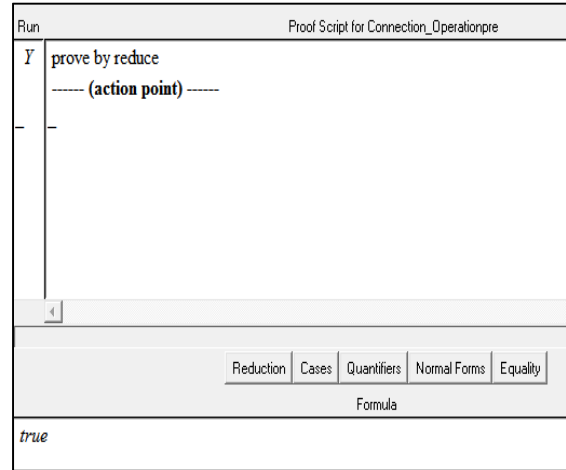 Run Proof Script for Connection_Operationpre
Y prove by reduce
------ (action point) ------
– –
Reduction Cases Quantifiers Normal Forms Equality
Formula
true